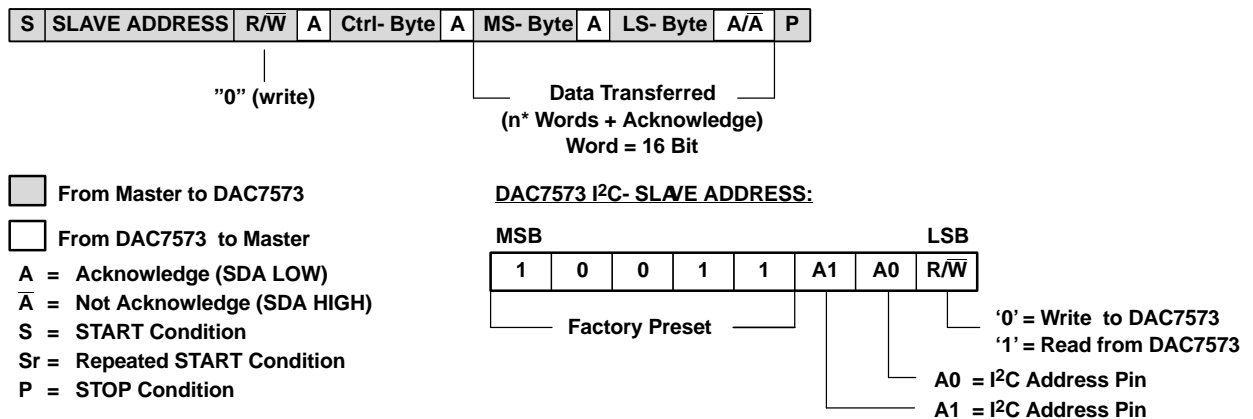 S SLAVE ADDRESS R/W̅ A Ctrl- Byte A MS- Byte A LS- Byte A/A̅ P
”0” (write)
Data Transferred
(n* Words + Acknowledge)
Word = 16 Bit
From Master to DAC7573
From DAC7573 to Master
A = Acknowledge (SDA LOW)
A̅ = Not Acknowledge (SDA HIGH)
S = START Condition
Sr = Repeated START Condition
P = STOP Condition
DAC7573 I²C- SLAVE ADDRESS:
MSB LSB
1 0 0 1 1 A1 A0 R/W̅
Factory Preset
‘0’ = Write to DAC7573
‘1’ = Read from DAC7573
A0 = I²C Address Pin
A1 = I²C Address Pin